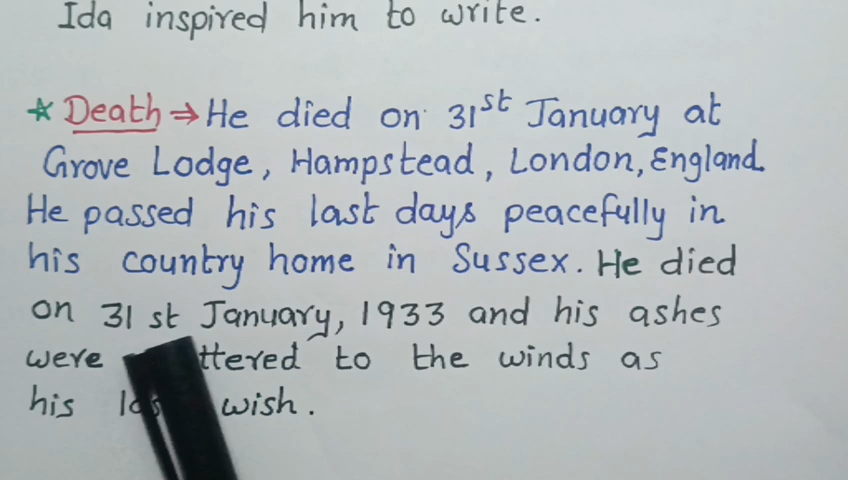 Ida inspired him to write.
* Death ⇒ He died on 31st January at
Grove Lodge, Hampstead, London, England.
He passed his last days peacefully in
his country home in Sussex. He died
on 31 st January, 1933 and his ashes
were to the winds as
his wish.